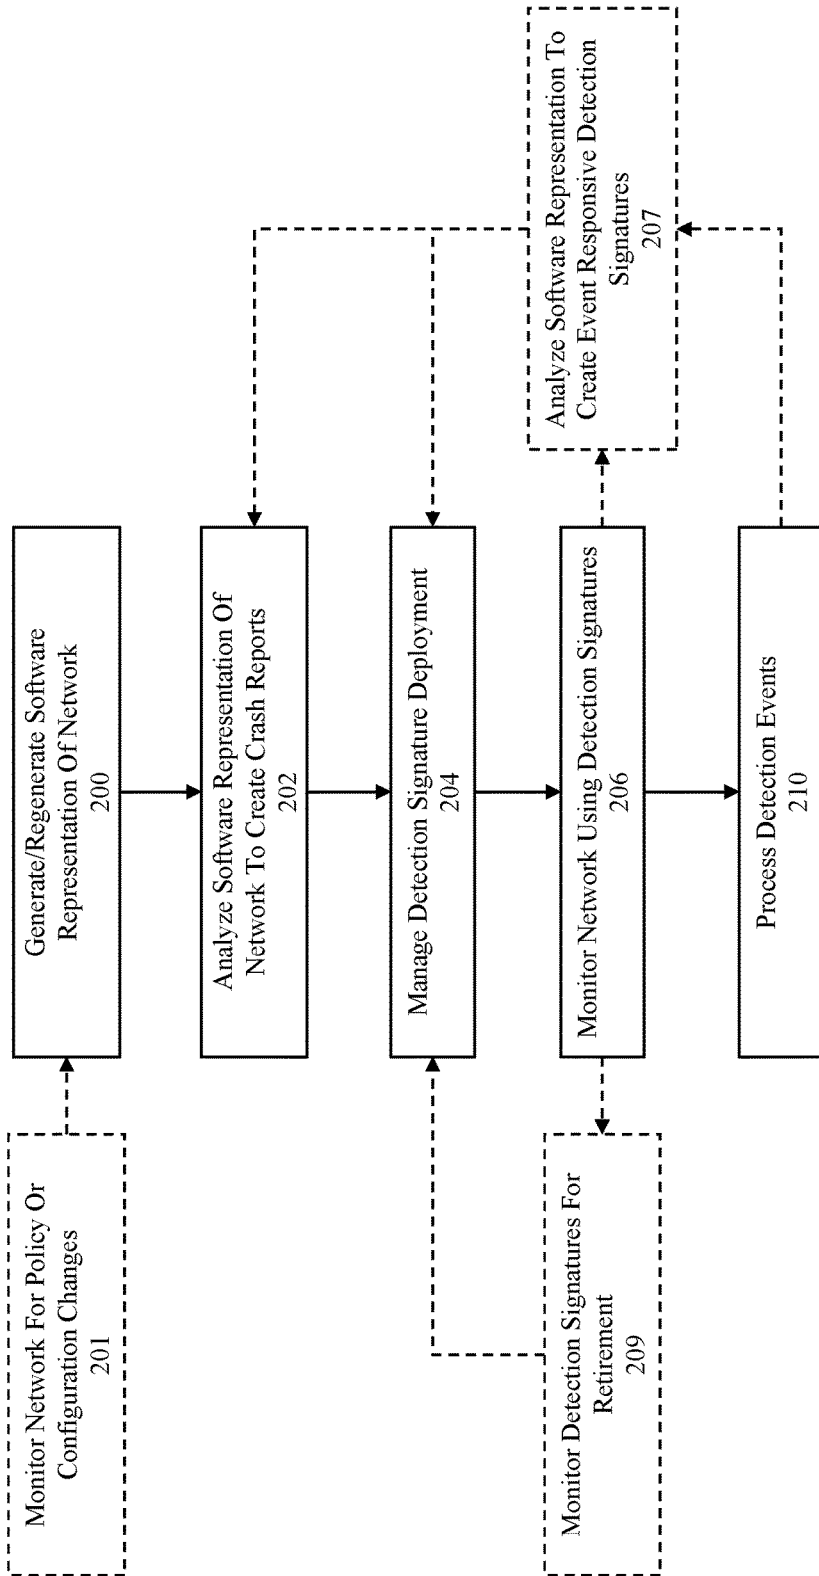 Monitor Network For Policy Or
Configuration Changes
201
Generate/Regenerate Software
Representation Of Network
200
Analyze Software Representation Of
Network To Create Crash Reports
202
Manage Detection Signature Deployment
204
Monitor Network Using Detection Signatures
206
Process Detection Events
210
Monitor Detection Signatures For
Retirement
209
Analyze Software Representation To
Create Event Responsive Detection
Signatures
207